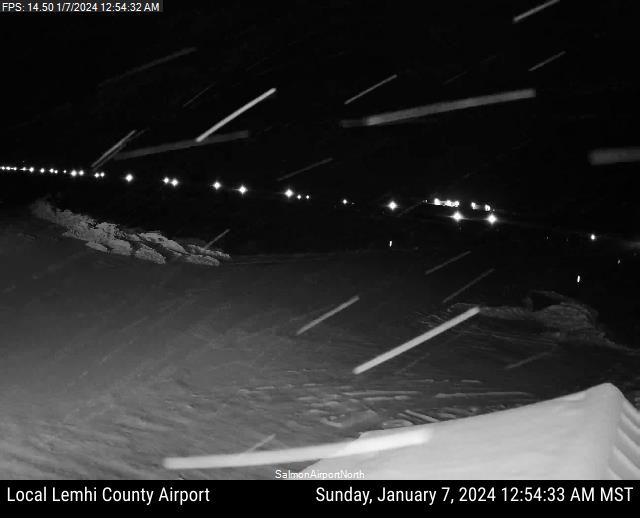 FPS: 14.50 1/7/2024 12:54:32 AM
SalmonAirportNorth
Local Lemhi County Airport Sunday, January 7, 2024 12:54:33 AM MST